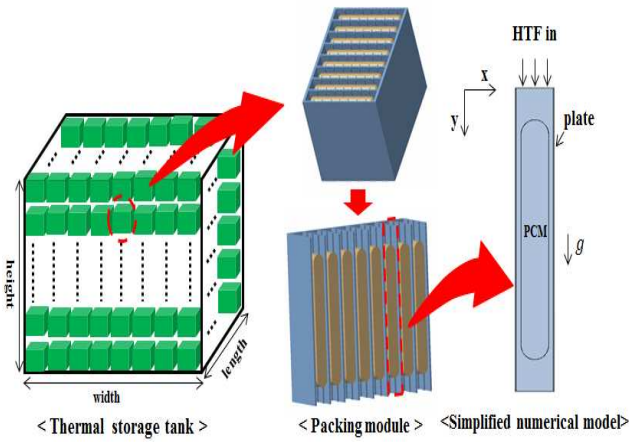 HTF in
x
y
plate
PCM
g
height
width
length
< Thermal storage tank >
< Packing module >
<Simplified numerical model>